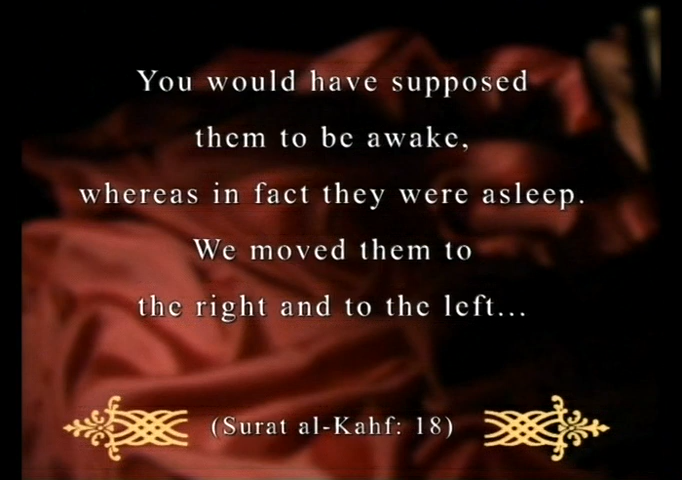 You would have supposed
them to be awake,
whereas in fact they were asleep.
We moved them to
the right and to the left...
(Surat al-Kahf: 18)